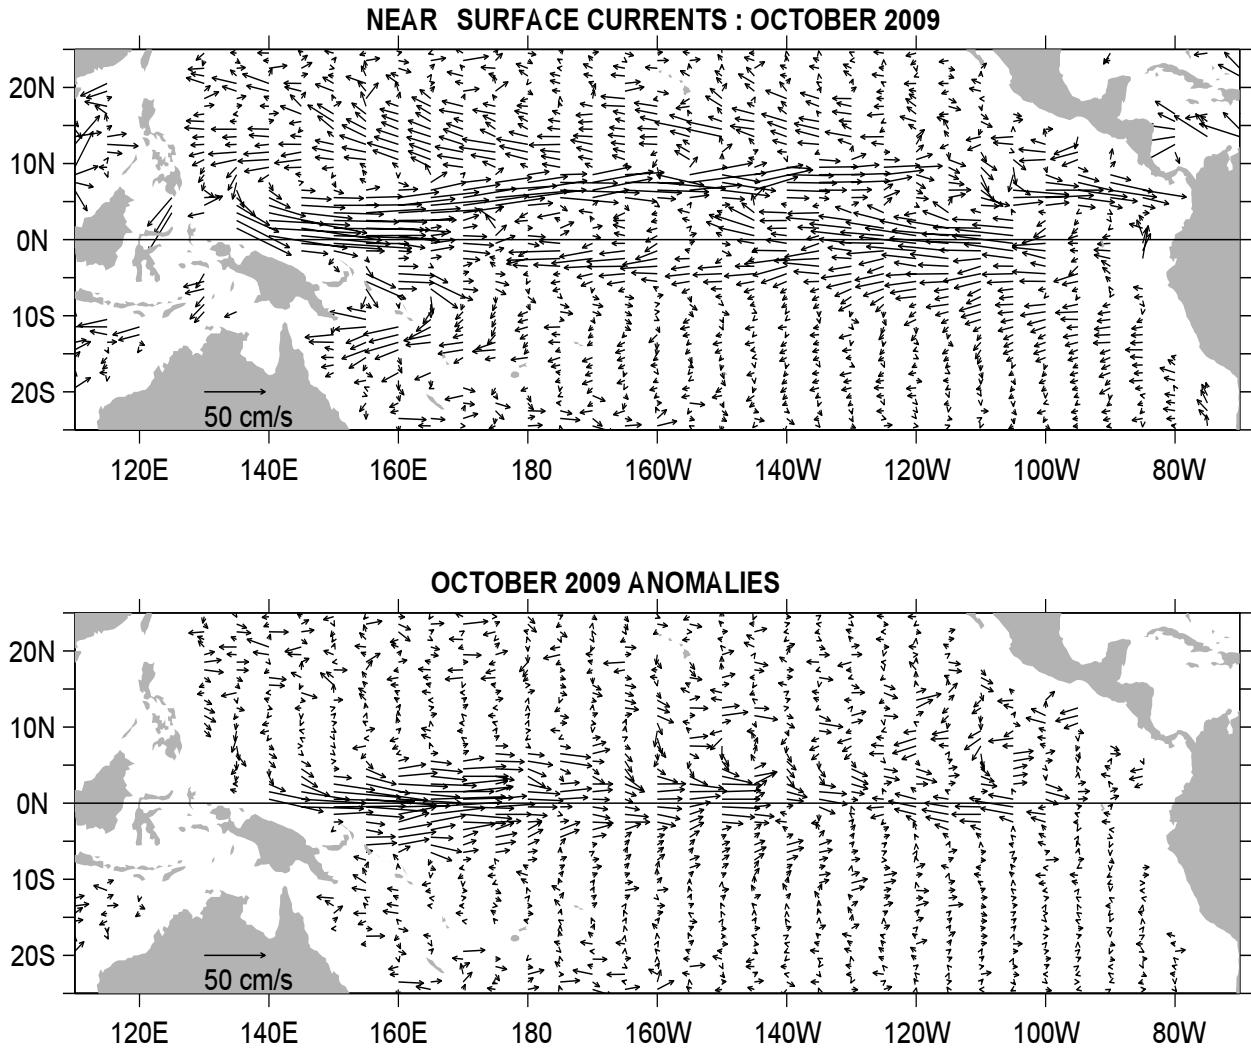 NEAR SURFACE CURRENTS : OCTOBER 2009
20N
10N
0N
10S
20S
50 cm/s
120E 140E 160E 180 160W 140W 120W 100W 80W
OCTOBER 2009 ANOMALIES
20N
10N
0N
10S
20S
50 cm/s
120E 140E 160E 180 160W 140W 120W 100W 80W